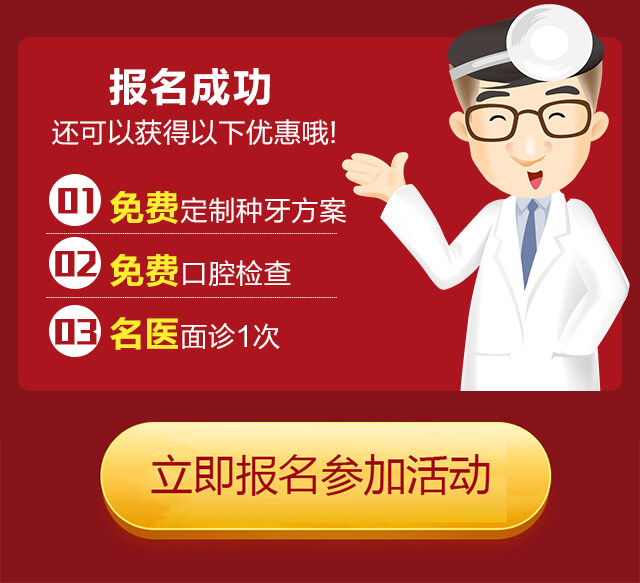 报名成功
还可以获得以下优惠哦!
01 免费定制种牙方案
02 免费口腔检查
03 名医面诊1次
立即报名参加活动